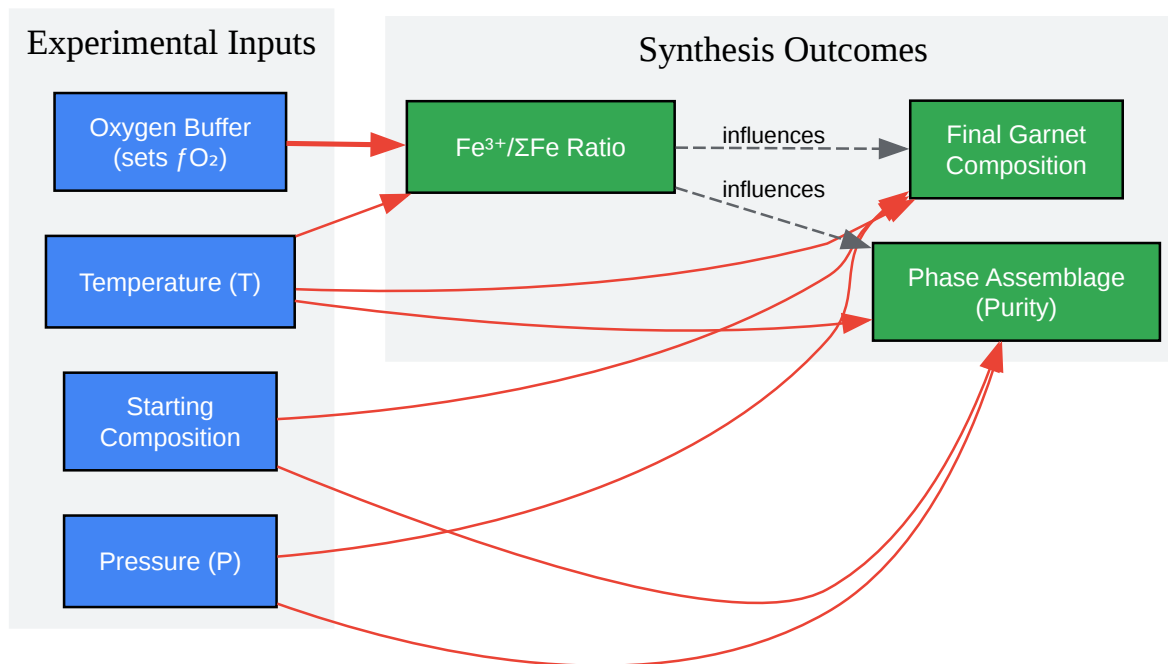 Experimental Inputs
Synthesis Outcomes
Oxygen Buffer
(sets ƒO₂)
Fe³⁺/ΣFe Ratio
influences
influences
Final Garnet
Composition
Temperature (T)
Phase Assemblage
(Purity)
Starting
Composition
Pressure (P)